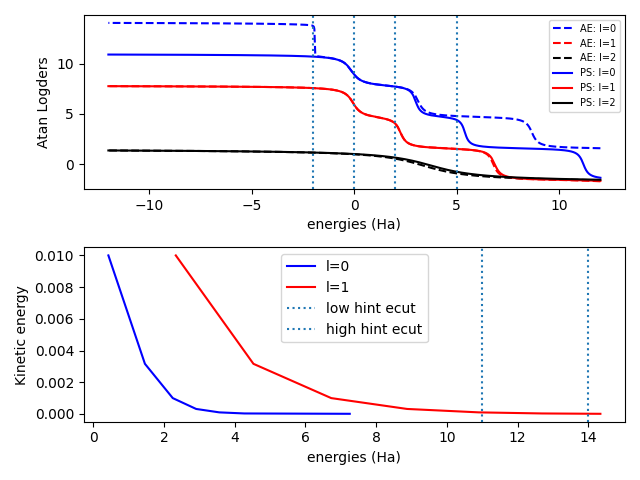 Atan Logders
10
5
0
AE: l=0
AE: l=1
AE: l=2
PS: l=0
PS: l=1
PS: l=2
−10 −5 0 5 10
energies (Ha)
Kinetic energy
0.010
0.008
0.006
0.004
0.002
0.000
l=0
l=1
low hint ecut
high hint ecut
0 2 4 6 8 10 12 14
energies (Ha)